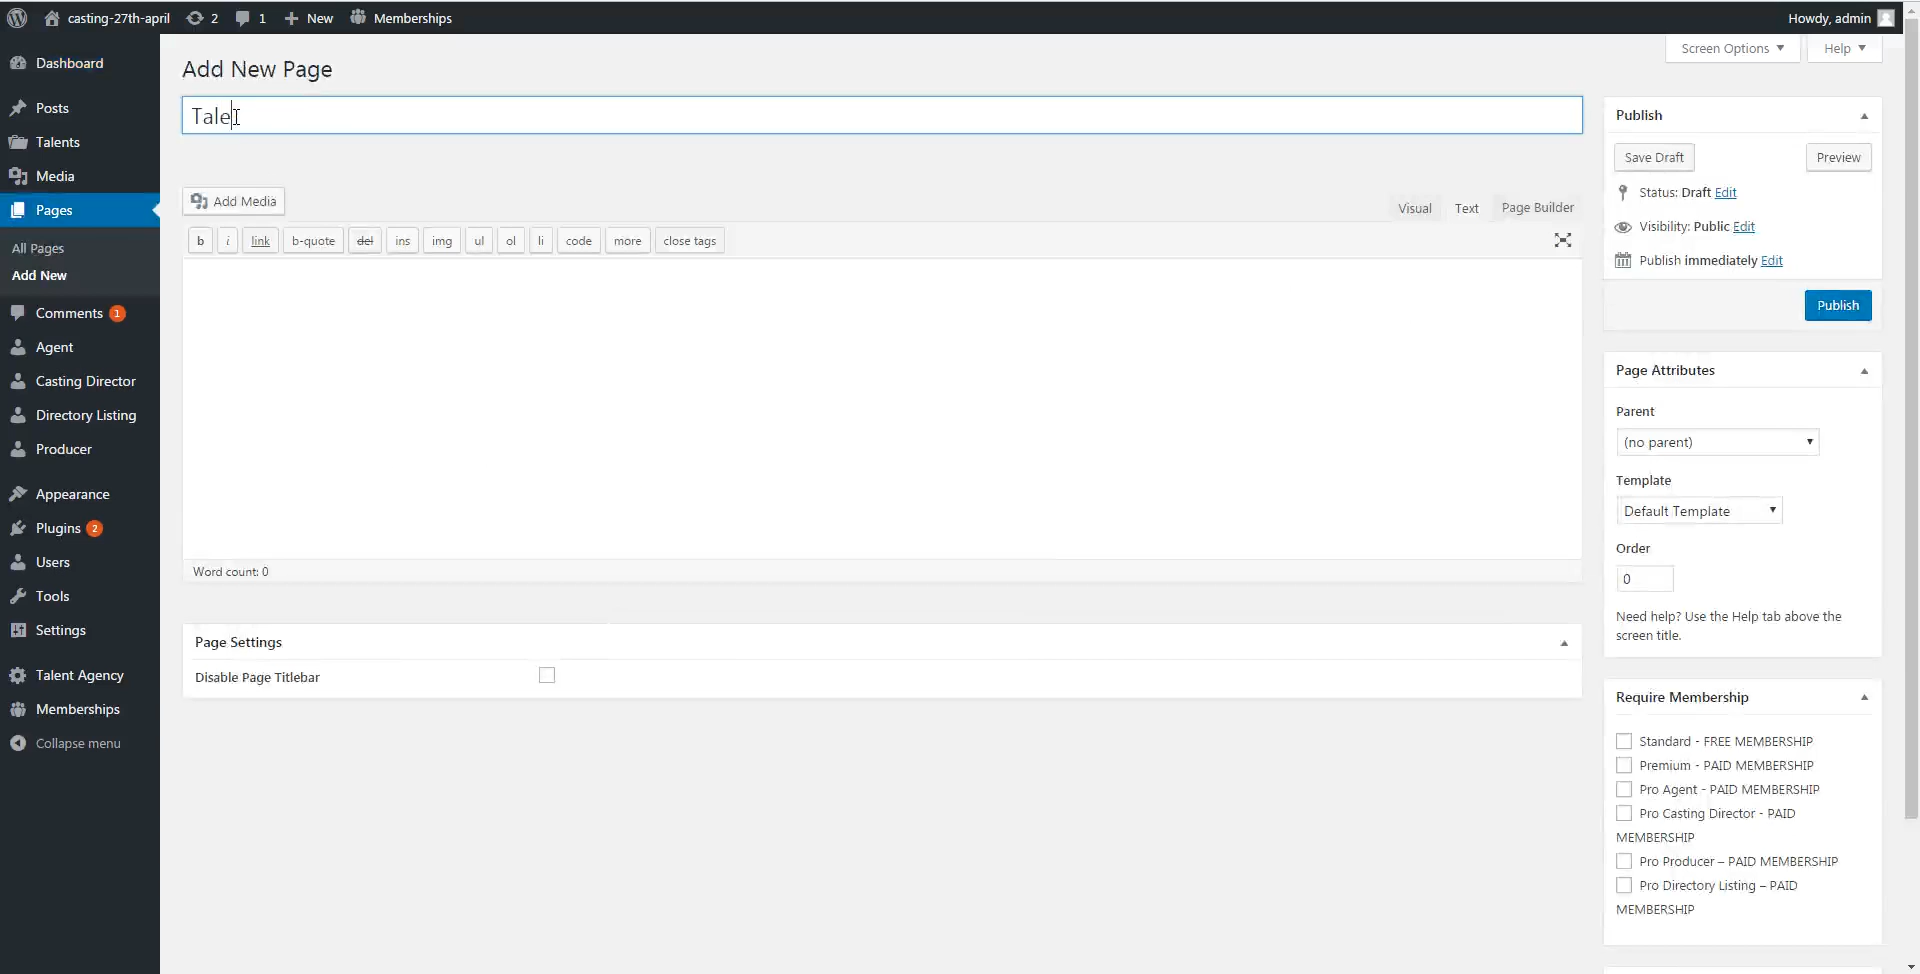 casting-27th-april 2 1 New Memberships Howdy, admin
Screen Options Help
Dashboard
Posts
Talents
Media
Pages
All Pages
Add New
Comments 1
Agent
Casting Director
Directory Listing
Producer
Appearance
Plugins 2
Users
Tools
Settings
Talent Agency
Memberships
Collapse menu
Add New Page
Tale
Add Media
Visual Text Page Builder
b i link b-quote del ins img ul ol li code more close tags
Word count: 0
Page Settings
Disable Page Titlebar
Publish
Save Draft Preview
Status: Draft Edit
Visibility: Public Edit
Publish immediately Edit
Publish
Page Attributes
Parent
(no parent)
Template
Default Template
Order
0
Need help? Use the Help tab above the
screen title.
Require Membership
Standard - FREE MEMBERSHIP
Premium - PAID MEMBERSHIP
Pro Agent - PAID MEMBERSHIP
Pro Casting Director - PAID
MEMBERSHIP
Pro Producer – PAID MEMBERSHIP
Pro Directory Listing – PAID
MEMBERSHIP